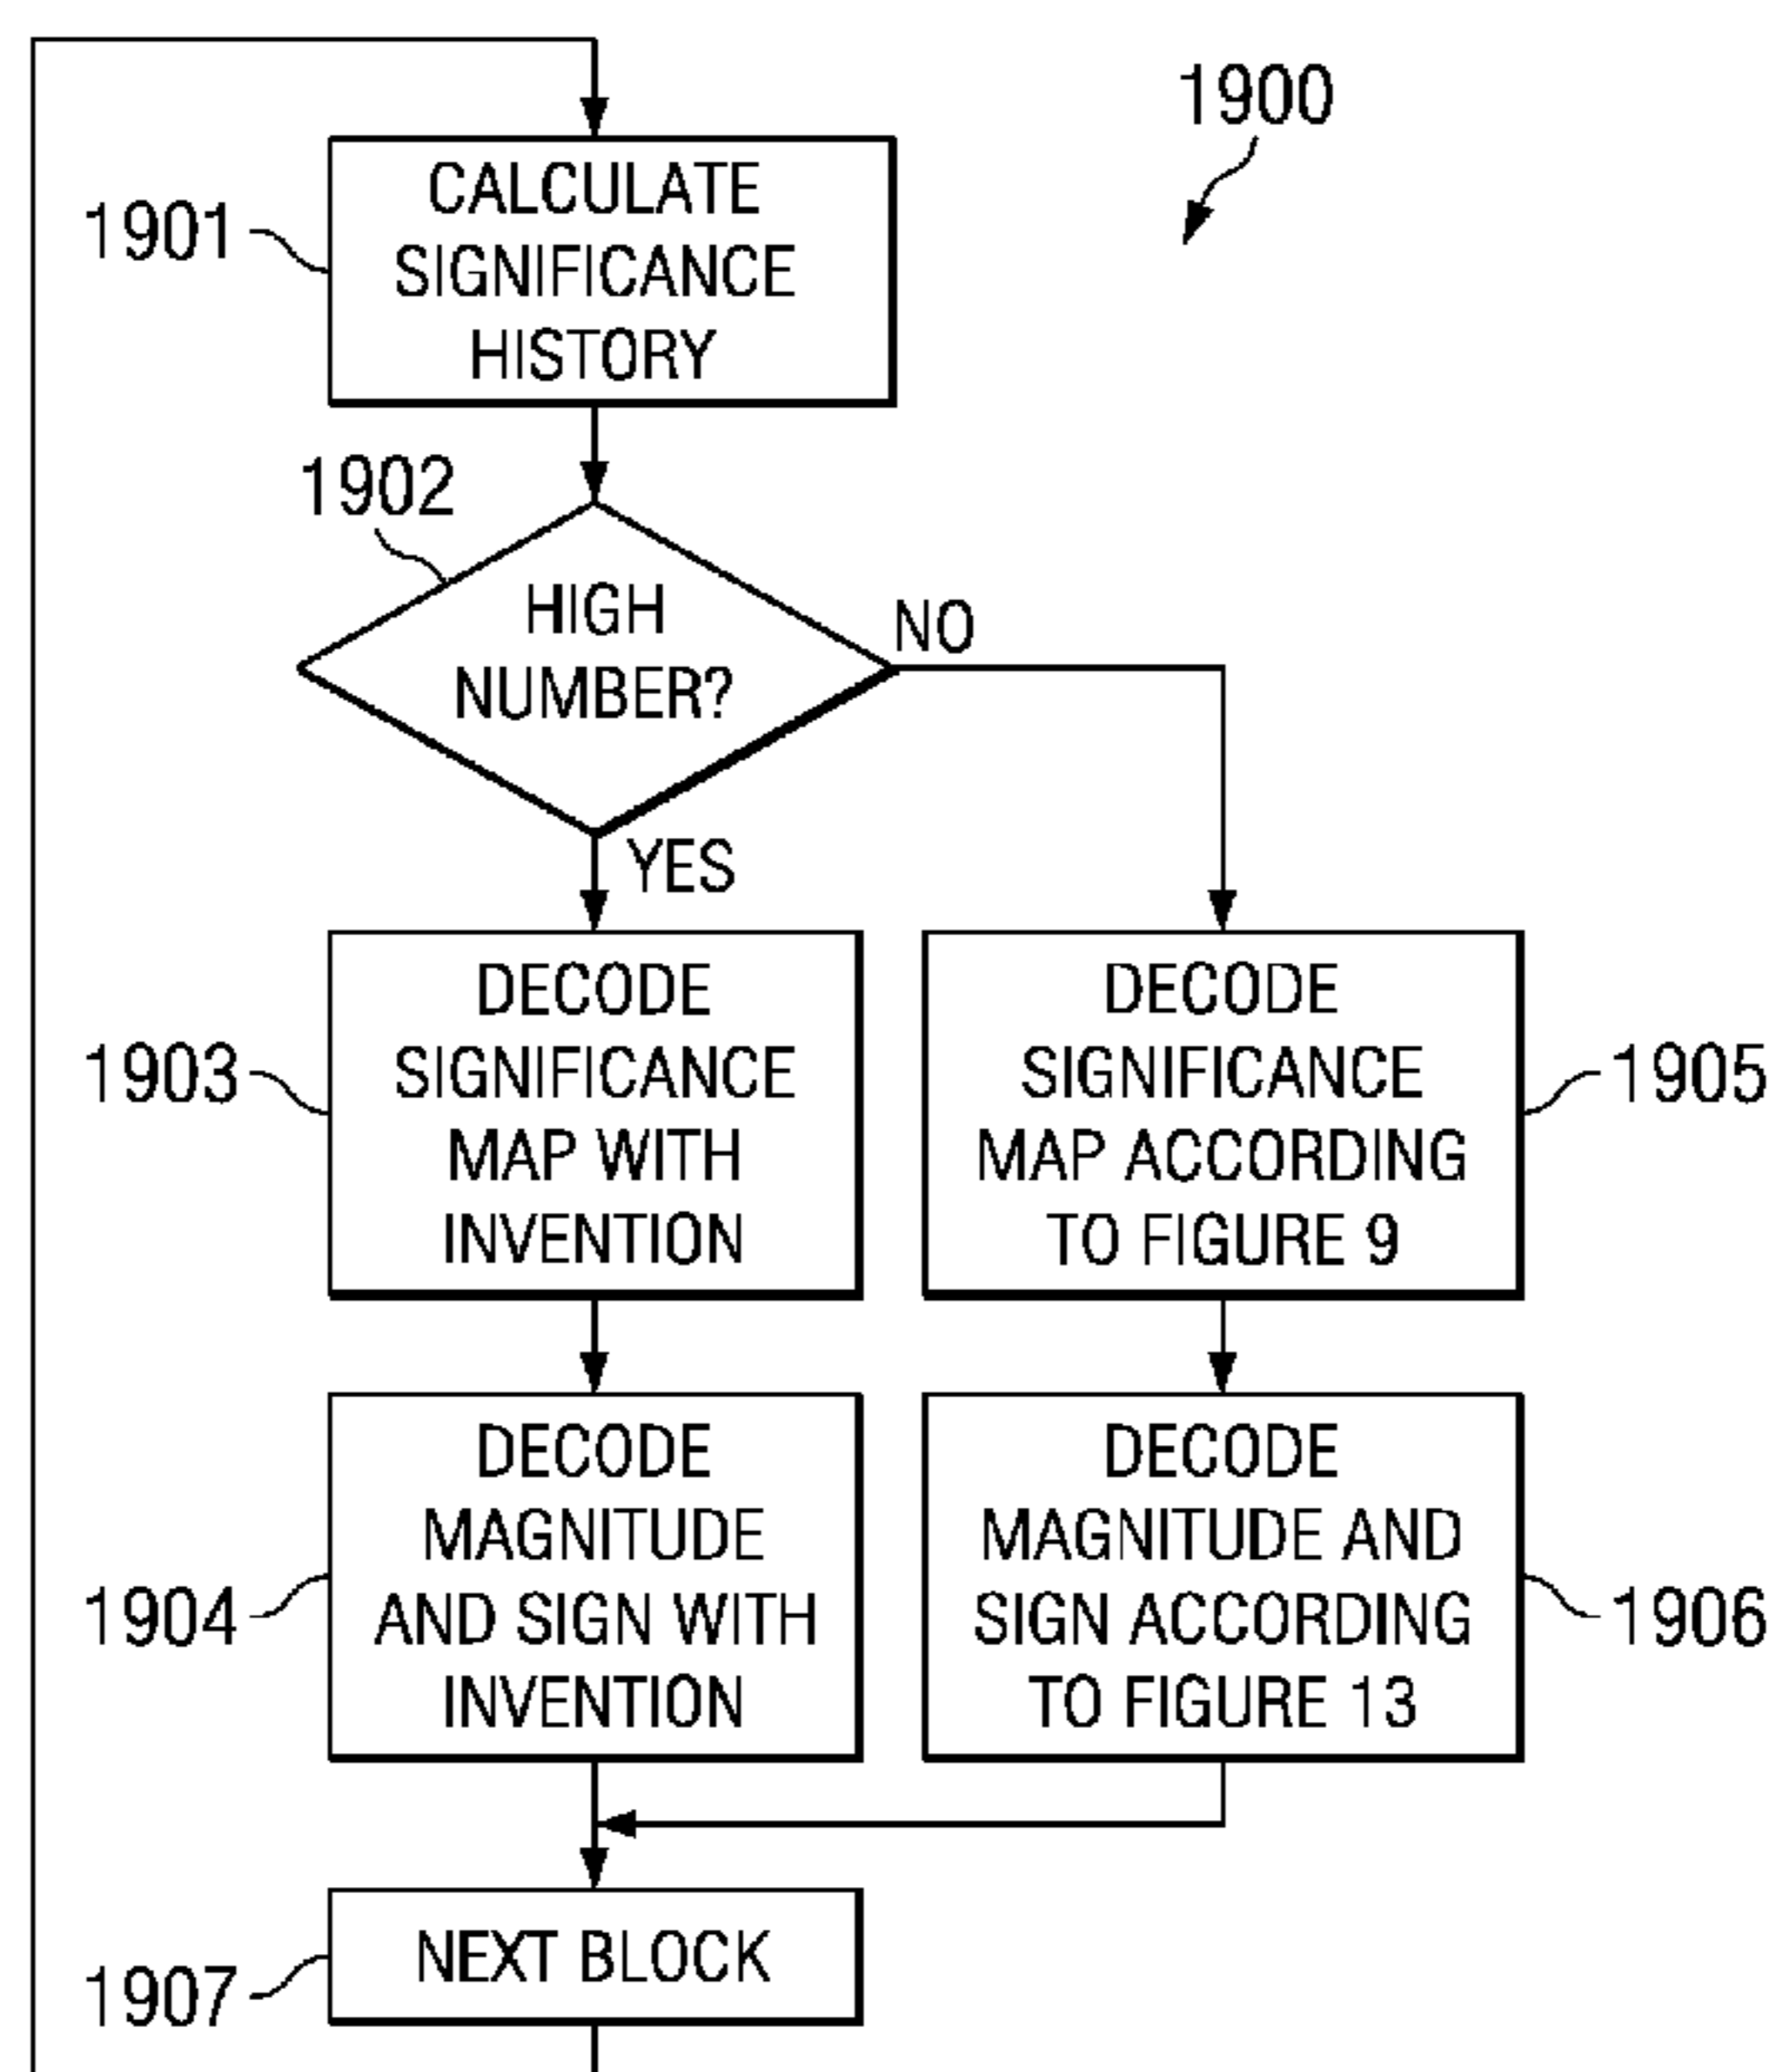 1900
1901
CALCULATE
SIGNIFICANCE
HISTORY
1902
HIGH
NUMBER?
NO
YES
1903
DECODE
SIGNIFICANCE
MAP WITH
INVENTION
DECODE
SIGNIFICANCE
MAP ACCORDING
TO FIGURE 9
1905
1904
DECODE
MAGNITUDE
AND SIGN WITH
INVENTION
DECODE
MAGNITUDE AND
SIGN ACCORDING
TO FIGURE 13
1906
1907
NEXT BLOCK